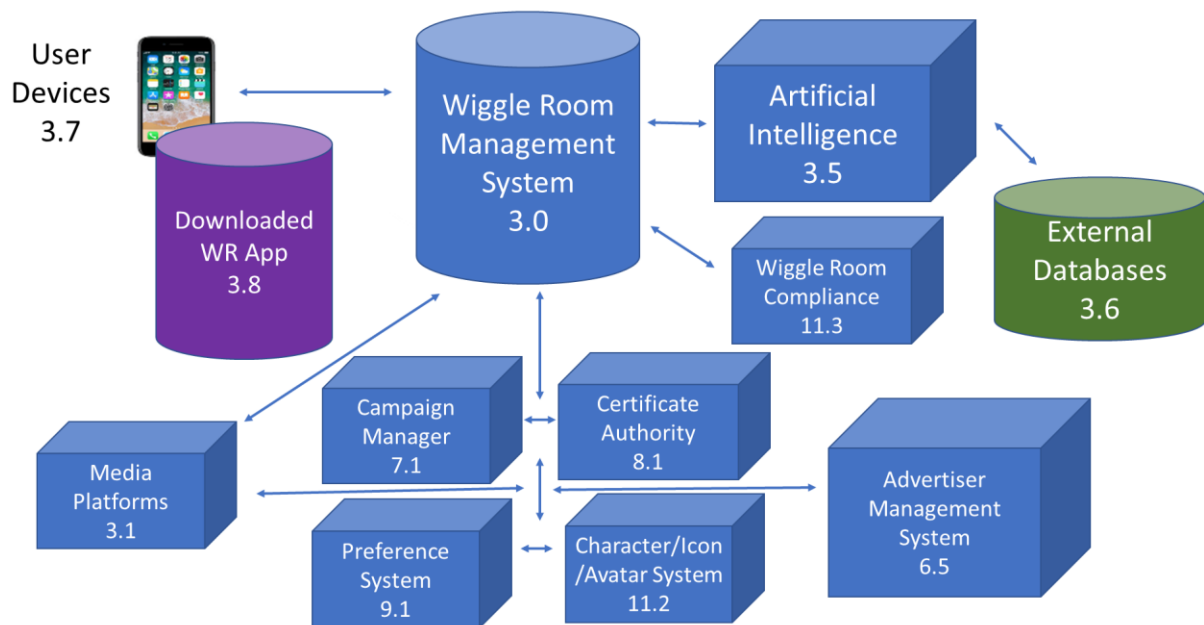 User
Devices
3.7
Downloaded
WR App
3.8
Wiggle Room
Management
System
3.0
Artificial
Intelligence
3.5
External
Databases
3.6
Wiggle Room
Compliance
11.3
Campaign
Manager
7.1
Certificate
Authority
8.1
Media
Platforms
3.1
Preference
System
9.1
Character/Icon
/Avatar System
11.2
Advertiser
Management
System
6.5